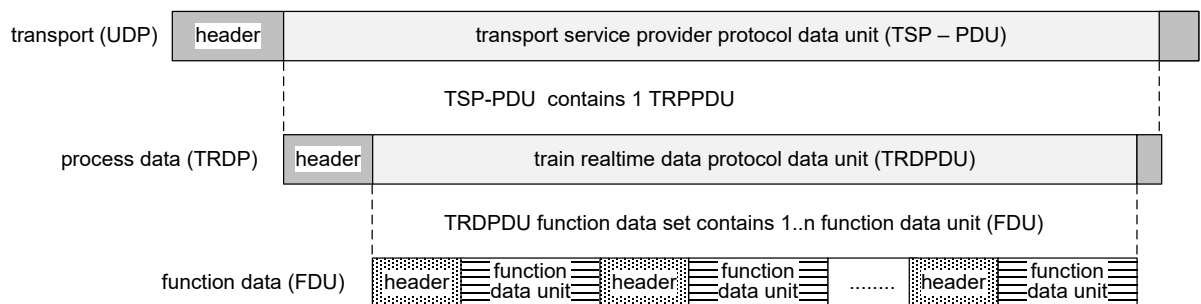 transport (UDP) header transport service provider protocol data unit (TSP – PDU)
TSP-PDU contains 1 TRPPDU
process data (TRDP) header train realtime data protocol data unit (TRDPDU)
TRDPDU function data set contains 1..n function data unit (FDU)
function data (FDU) header function data unit header function data unit ........ header function data unit